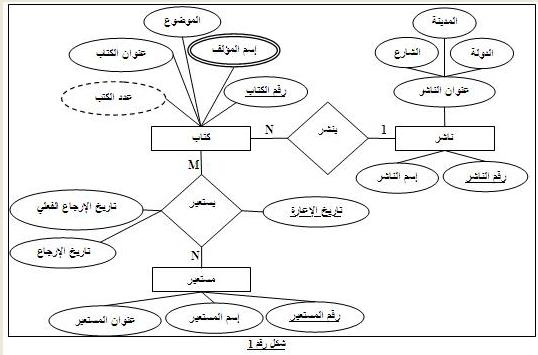 الموضوع
المدينة
عنوان الكتاب
إسم المؤلف
الشارع
الدولة
عدد الكتب
رقم الكتاب
عنوان الناشر
كتاب
N
ينشر
1
ناشر
M
إسم الناشر
رقم الناشر
تاريخ الإرجاع الفعلي
يستعير
تاريخ الإعارة
تاريخ الإرجاع
N
مستعير
عنوان المستعير
إسم المستعير
رقم المستعير
شكل رقم 1